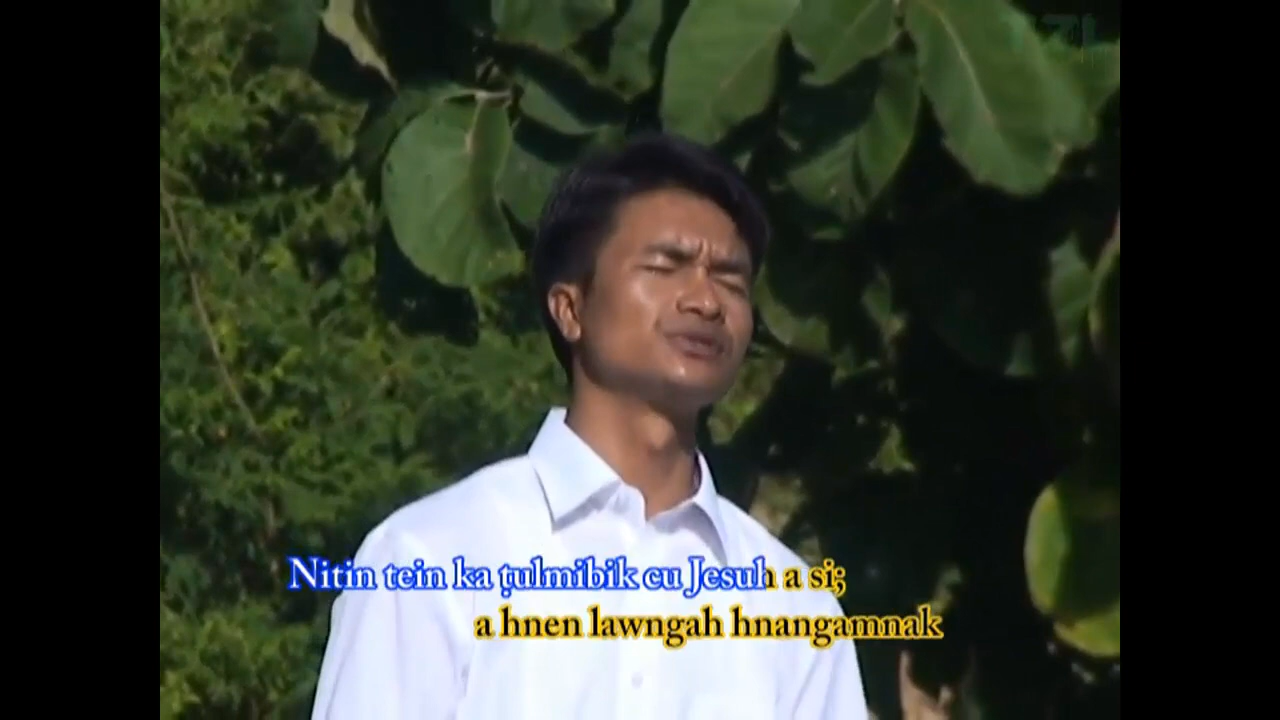 Nitin tein ka ṭulmibik cu Jesuh a si;
a hnen lawngah hnangamnak